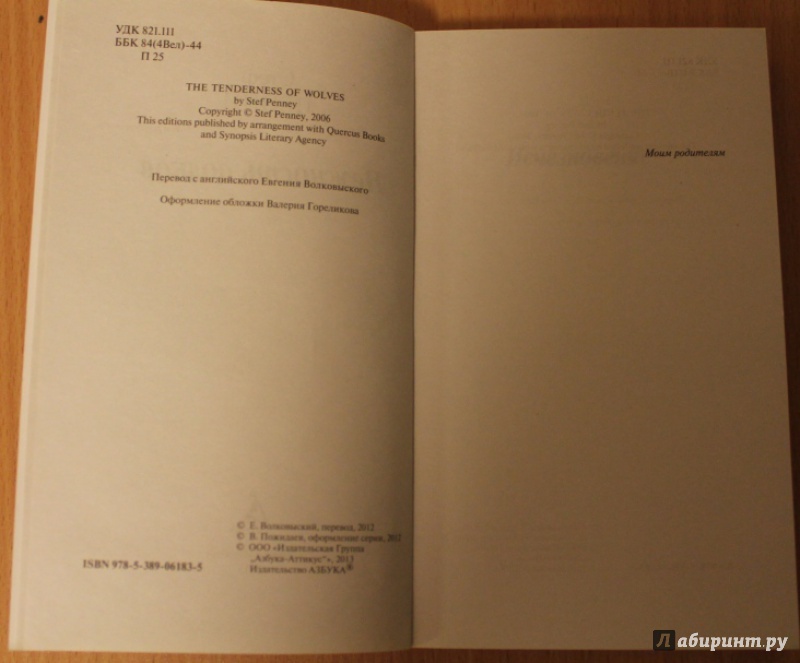 УДК 821.111
ББК 84(4Вел)-44
П 25
THE TENDERNESS OF WOLVES
by Stef Penney
Copyright © Stef Penney, 2006
This editions published by arrangement with Quercus Books
and Synopsis Literary Agency
Перевод с английского Евгения Волковыского
Оформление обложки Валерия Гореликова
© Е. Волковыский, перевод, 2012
© В. Пожидаев, оформление серии, 2012
© ООО «Издательская Группа
„Азбука-Аттикус“», 2013
Издательство АЗБУКА®
ISBN 978-5-389-06183-5
Моим родителям
Лабиринт.ру